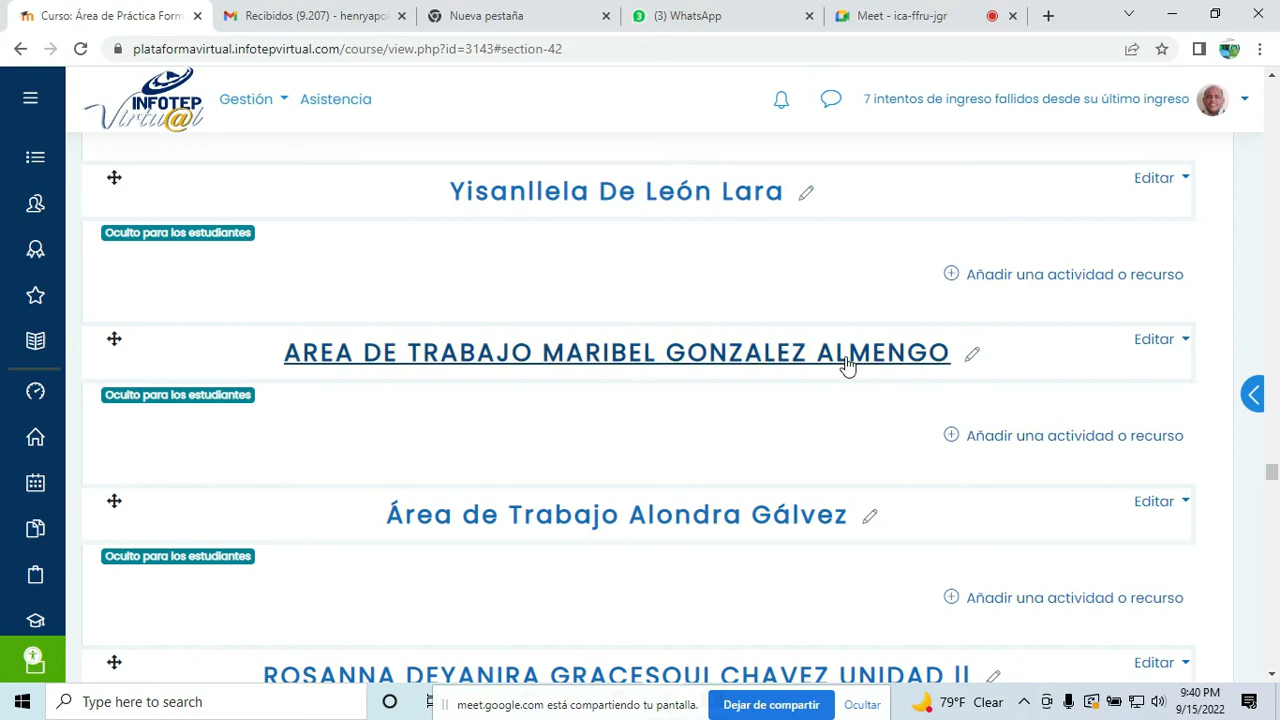 Curso: Área de Práctica Form
Recibidos (9.207) - henryapol
Nueva pestaña
(3) WhatsApp
Meet - ica-ffru-jgr
plataformavirtual.infotepvirtual.com/course/view.php?id=3143#section-42
INFOTEP
Virtu@l
Gestión
Asistencia
7 intentos de ingreso fallidos desde su último ingreso
Yisanllela De León Lara
Editar
Oculto para los estudiantes
Añadir una actividad o recurso
AREA DE TRABAJO MARIBEL GONZALEZ ALMENGO
Editar
Oculto para los estudiantes
Añadir una actividad o recurso
Área de Trabajo Alondra Gálvez
Editar
Oculto para los estudiantes
Añadir una actividad o recurso
ROSANNA DEYANIRA GRACESQUI CHAVEZ UNIDAD ll
Editar
Type here to search
meet.google.com está compartiendo tu pantalla.
Dejar de compartir
Ocultar
79°F Clear
9:40 PM
9/15/2022